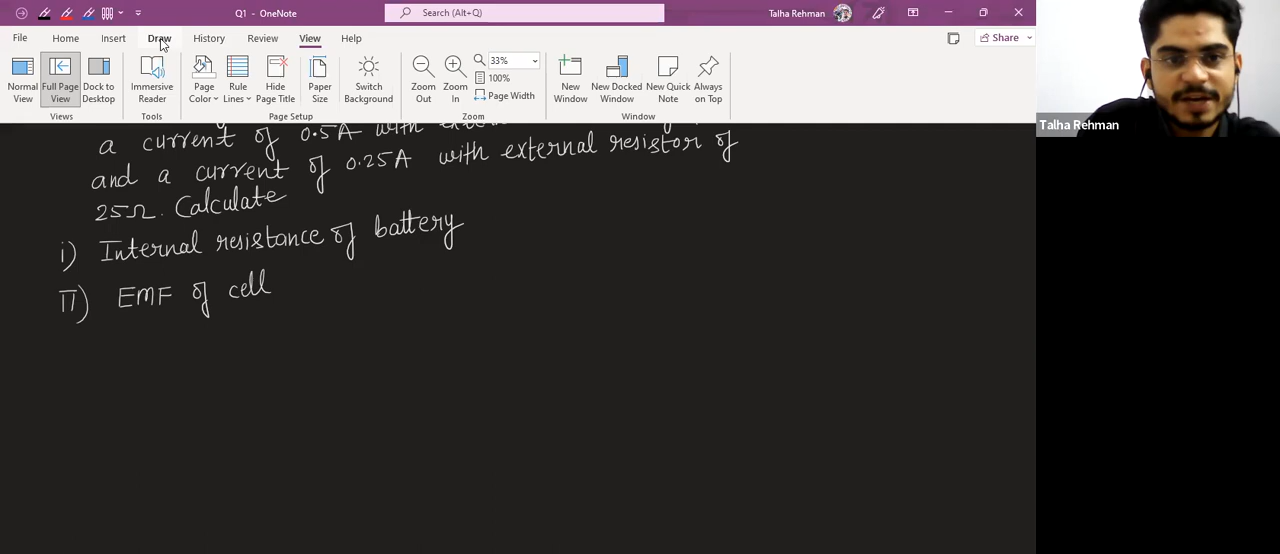 Q1 - OneNote
Search (Alt+Q)
Talha Rehman
File Home Insert Draw History Review View Help
Share
Normal View
Full Page View
Dock to Desktop
Immersive Reader
Page Color
Rule Lines
Hide Page Title
Paper Size
Switch Background
Zoom Out
Zoom In
33%
100%
Page Width
New Window
New Docked Window
New Quick Note
Always on Top
Views
Tools
Page Setup
Zoom
Window
Talha Rehman
a current of 0.5A with
and a current of 0.25A with external resistor of
25Ω. Calculate
i) Internal resistance of battery
II) EMF of cell